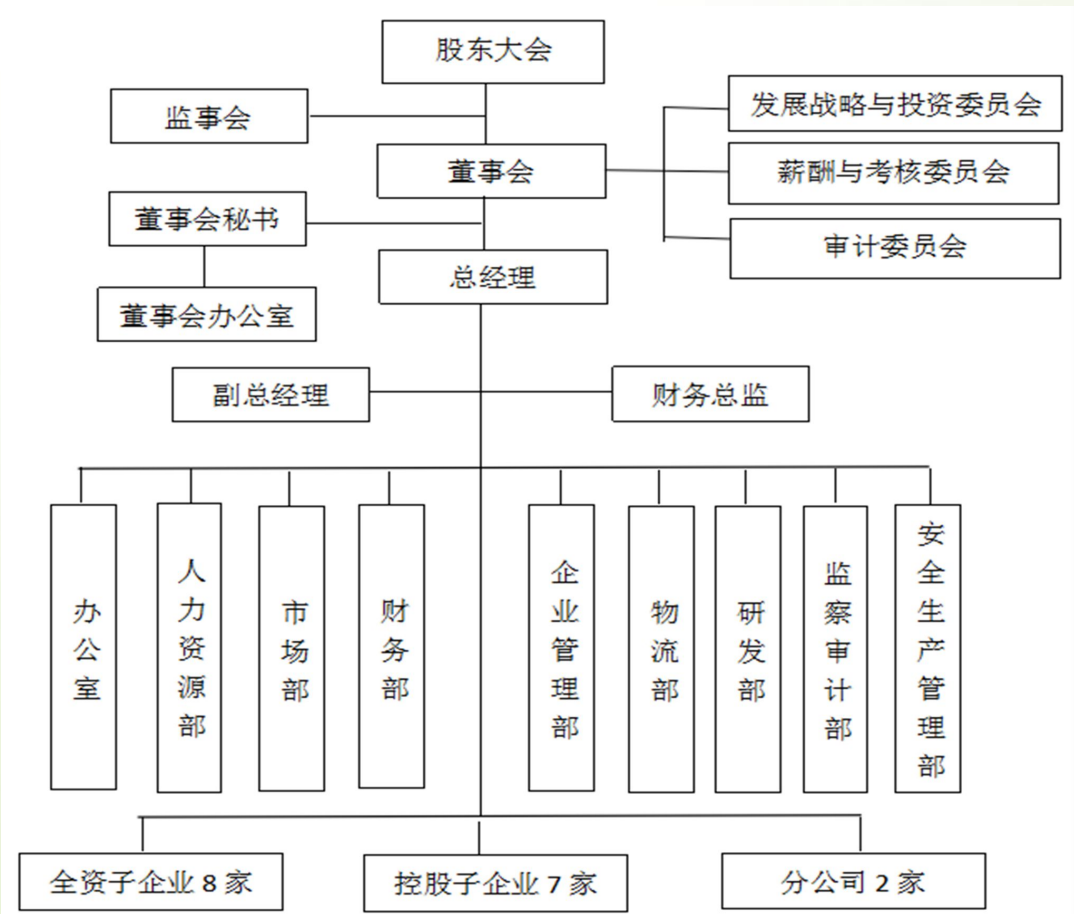 股东大会
监事会
发展战略与投资委员会
董事会
薪酬与考核委员会
董事会秘书
审计委员会
总经理
董事会办公室
副总经理
财务总监
办公室
人力资源部
市场部
财务部
企业管理部
物流部
研发部
监察审计部
安全生产管理部
全资子企业 8 家
控股子企业 7 家
分公司 2 家